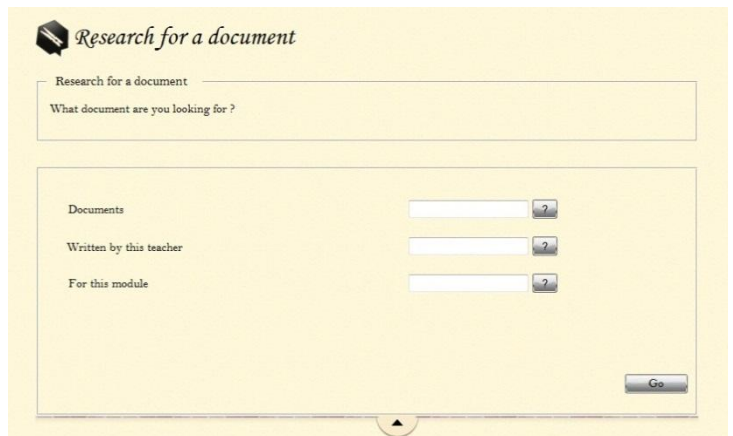 Research for a document
Research for a document
What document are you looking for ?
Documents ?
Written by this teacher ?
For this module ?
Go